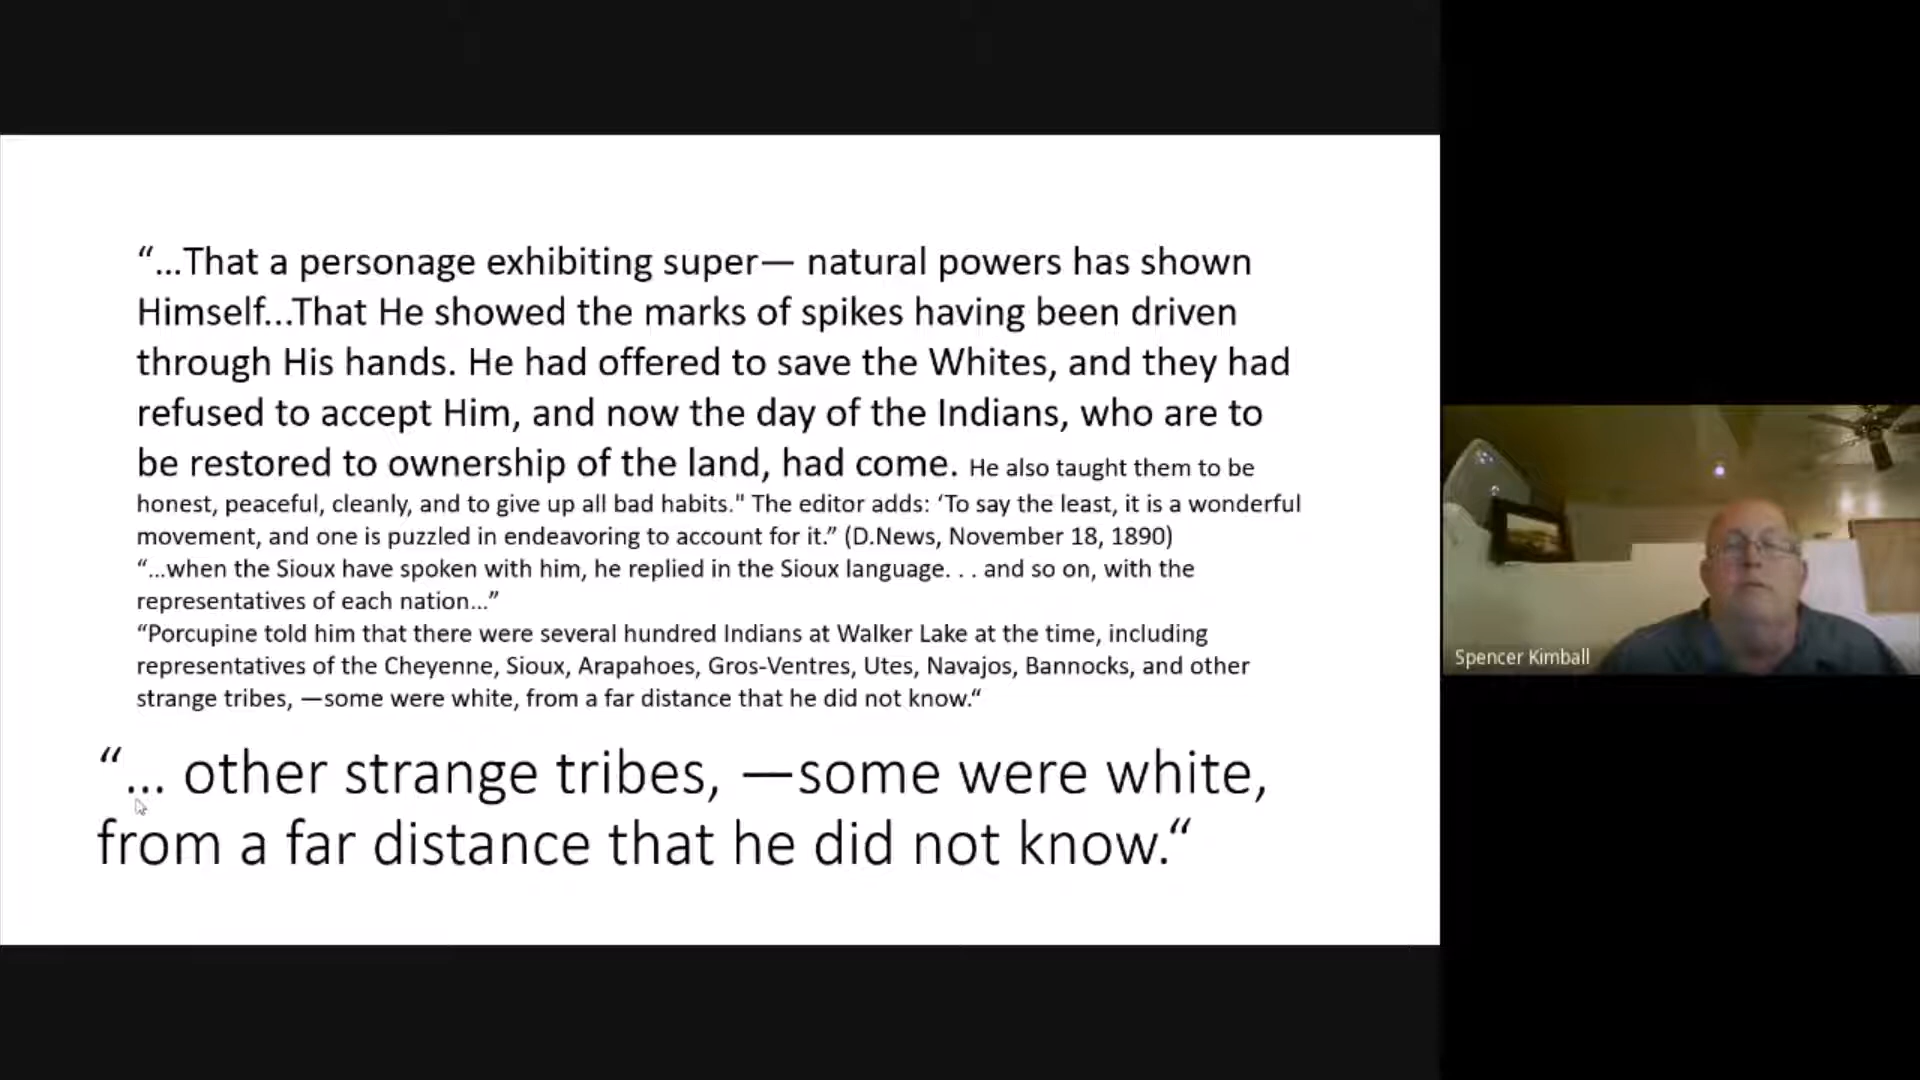 “...That a personage exhibiting super— natural powers has shown
Himself...That He showed the marks of spikes having been driven
through His hands. He had offered to save the Whites, and they had
refused to accept Him, and now the day of the Indians, who are to
be restored to ownership of the land, had come. He also taught them to be
honest, peaceful, cleanly, and to give up all bad habits." The editor adds: ‘To say the least, it is a wonderful
movement, and one is puzzled in endeavoring to account for it.” (D.News, November 18, 1890)
“...when the Sioux have spoken with him, he replied in the Sioux language. . . and so on, with the
representatives of each nation...”
“Porcupine told him that there were several hundred Indians at Walker Lake at the time, including
representatives of the Cheyenne, Sioux, Arapahoes, Gros-Ventres, Utes, Navajos, Bannocks, and other
strange tribes, —some were white, from a far distance that he did not know.“
“... other strange tribes, —some were white,
from a far distance that he did not know.“
Spencer Kimball